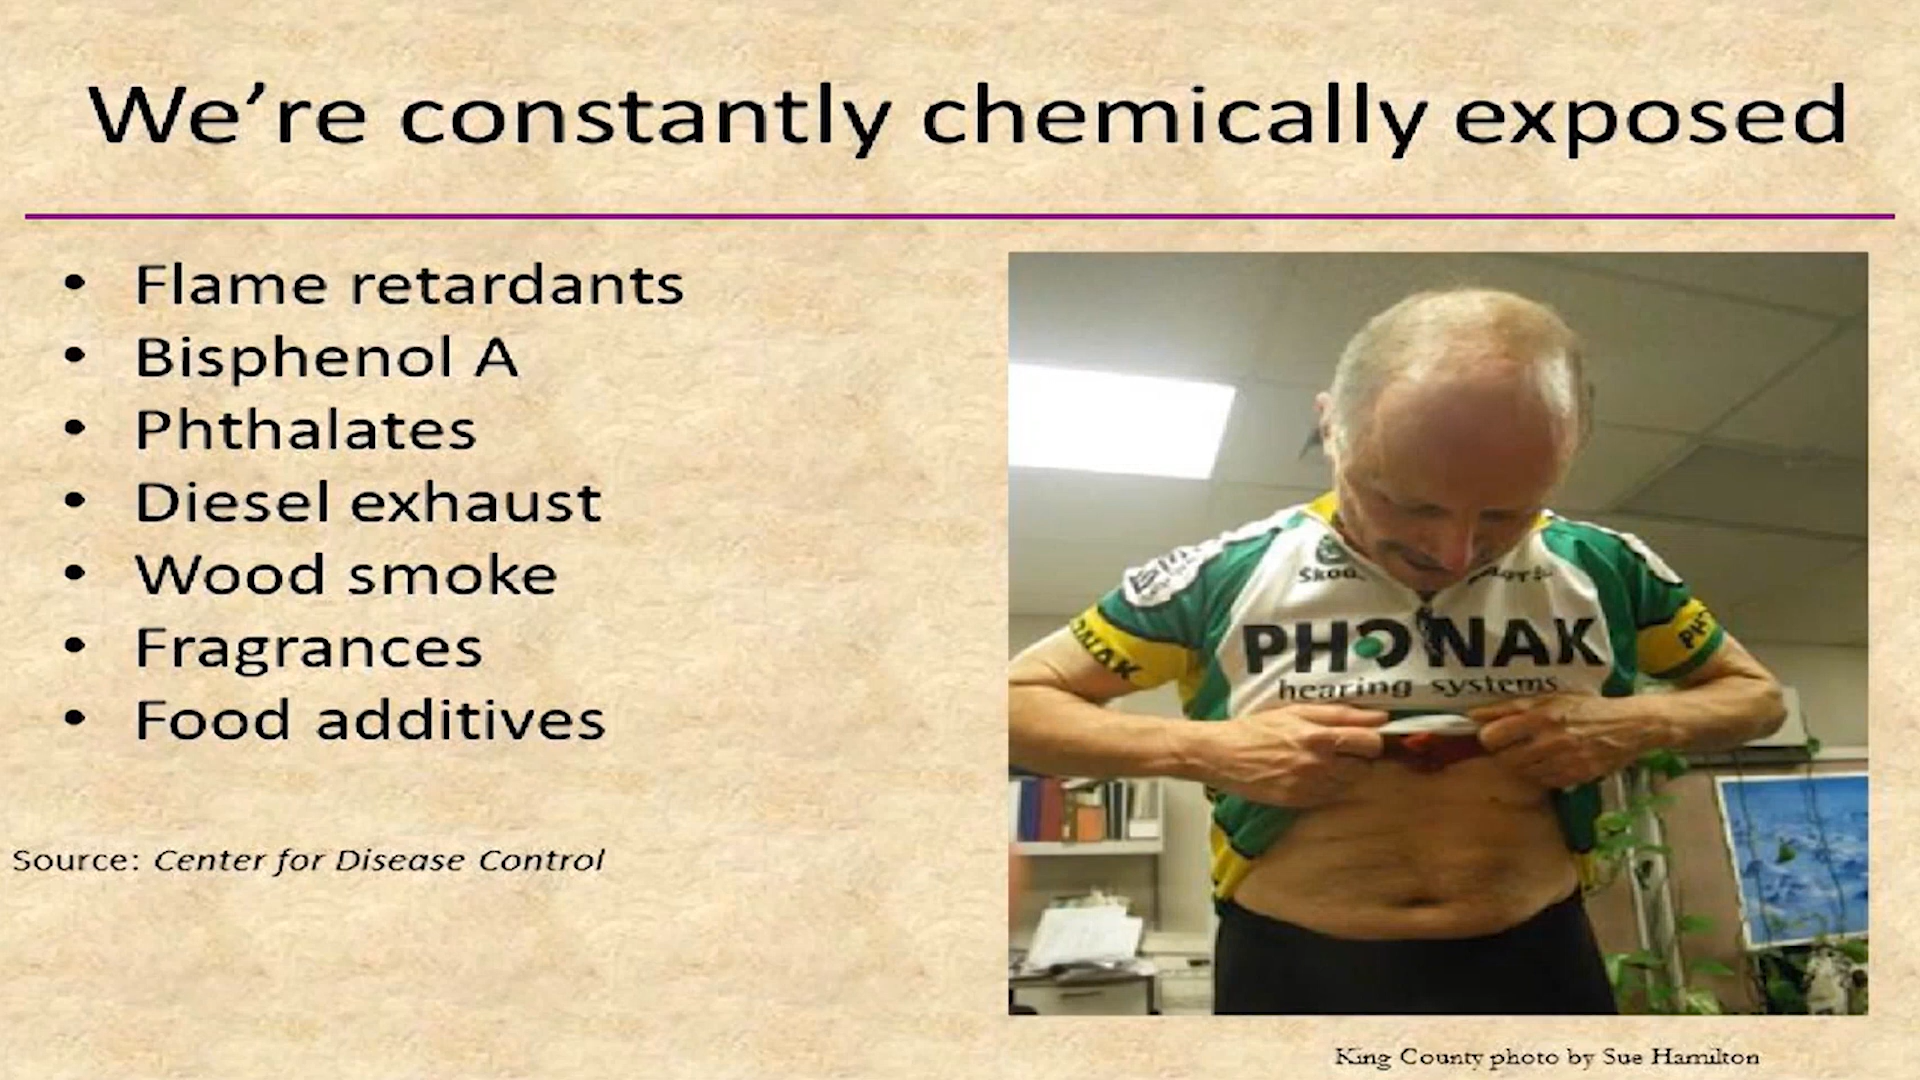 We're constantly chemically exposed
• Flame retardants
• Bisphenol A
• Phthalates
• Diesel exhaust
• Wood smoke
• Fragrances
• Food additives
Source: Center for Disease Control
PHONAK
hearing systems
King County photo by Sue Hamilton